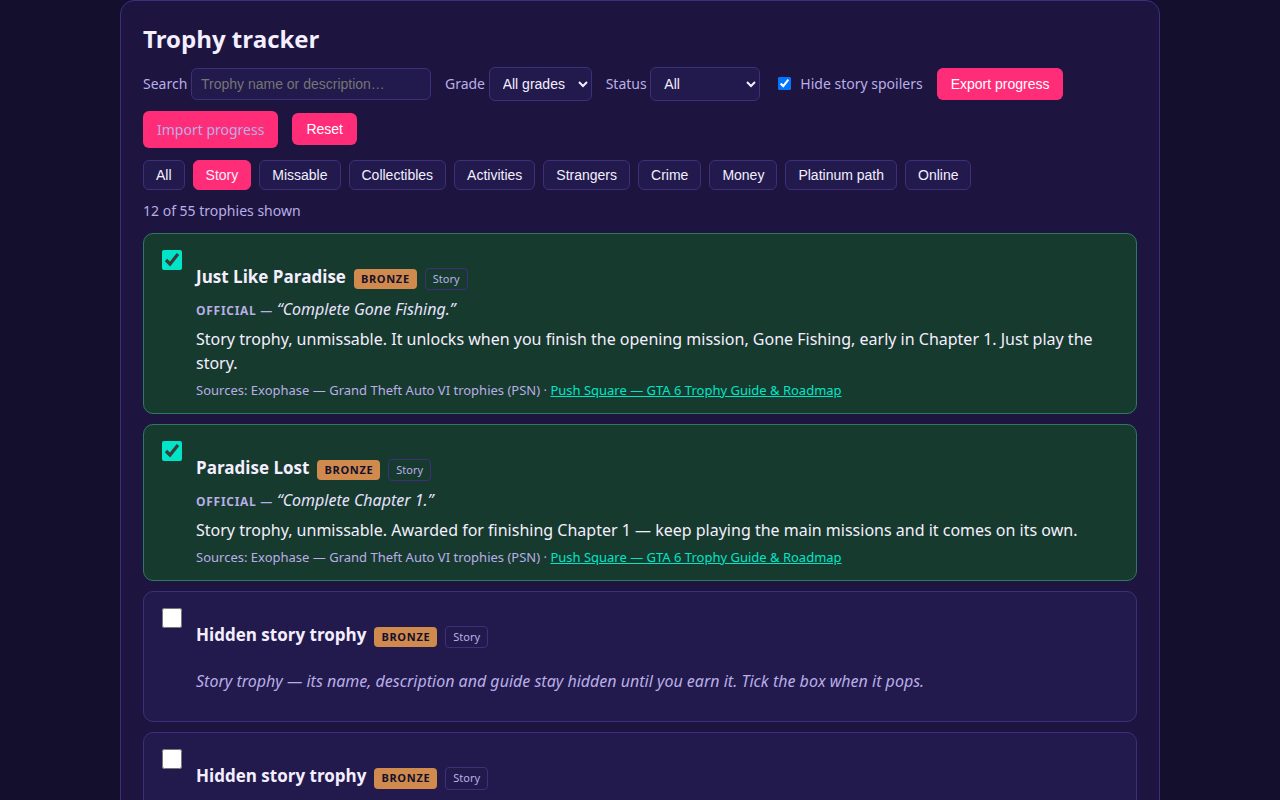 Trophy tracker
Search Trophy name or description… Grade All grades Status All Hide story spoilers Export progress
Import progress Reset
All Story Missable Collectibles Activities Strangers Crime Money Platinum path Online
12 of 55 trophies shown
Just Like Paradise BRONZE Story
OFFICIAL — “Complete Gone Fishing.”
Story trophy, unmissable. It unlocks when you finish the opening mission, Gone Fishing, early in Chapter 1. Just play the
story.
Sources: Exophase — Grand Theft Auto VI trophies (PSN) · Push Square — GTA 6 Trophy Guide & Roadmap
Paradise Lost BRONZE Story
OFFICIAL — “Complete Chapter 1.”
Story trophy, unmissable. Awarded for finishing Chapter 1 — keep playing the main missions and it comes on its own.
Sources: Exophase — Grand Theft Auto VI trophies (PSN) · Push Square — GTA 6 Trophy Guide & Roadmap
Hidden story trophy BRONZE Story
Story trophy — its name, description and guide stay hidden until you earn it. Tick the box when it pops.
Hidden story trophy BRONZE Story